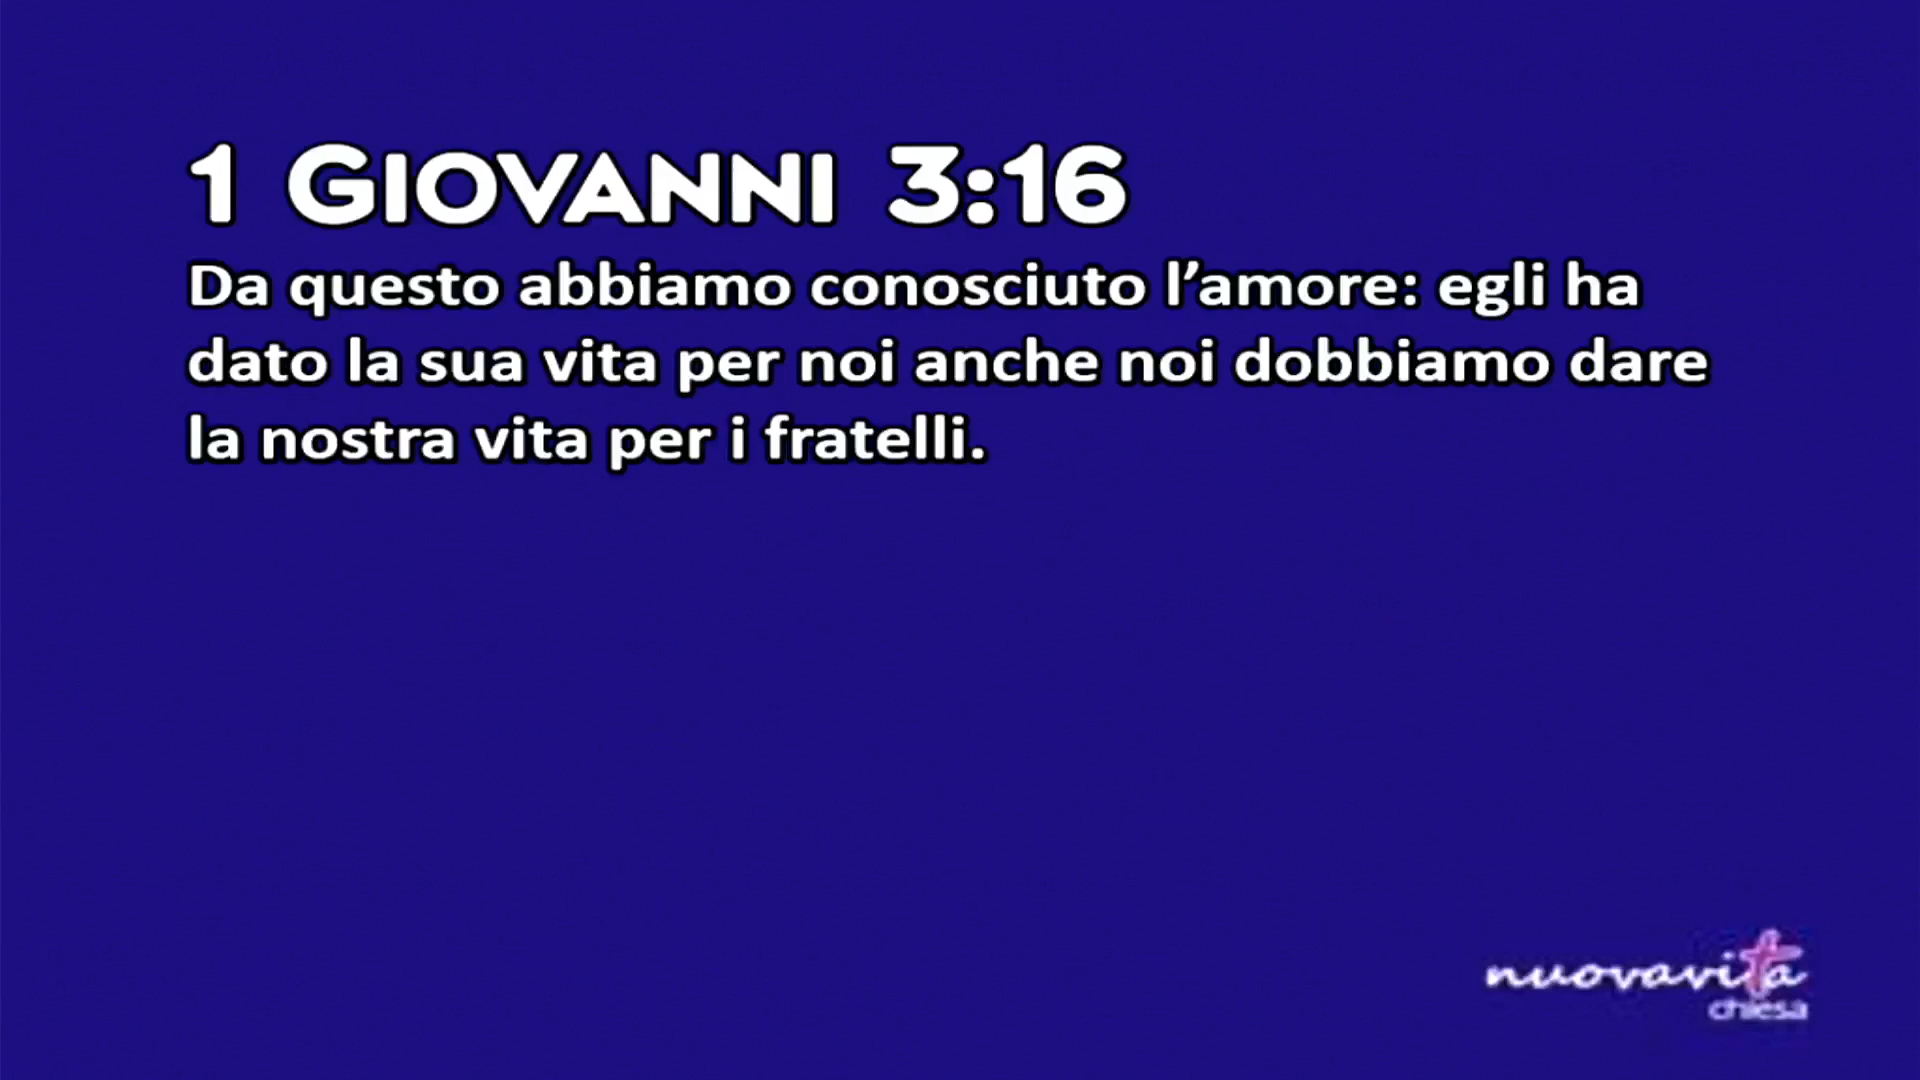 1 GIOVANNI 3:16
Da questo abbiamo conosciuto l’amore: egli ha
dato la sua vita per noi anche noi dobbiamo dare
la nostra vita per i fratelli.
nuovavita
chiesa